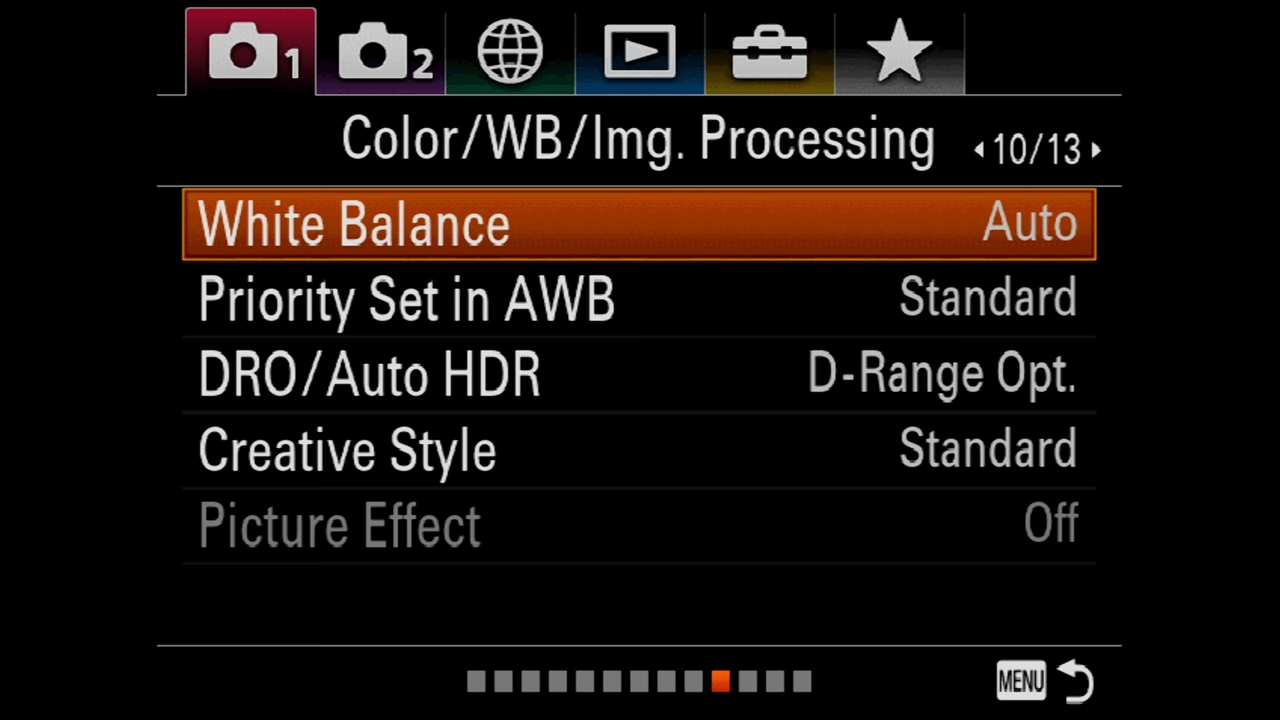 1 2
Color/WB/Img. Processing 10/13
White Balance Auto
Priority Set in AWB Standard
DRO/Auto HDR D-Range Opt.
Creative Style Standard
Picture Effect Off
MENU